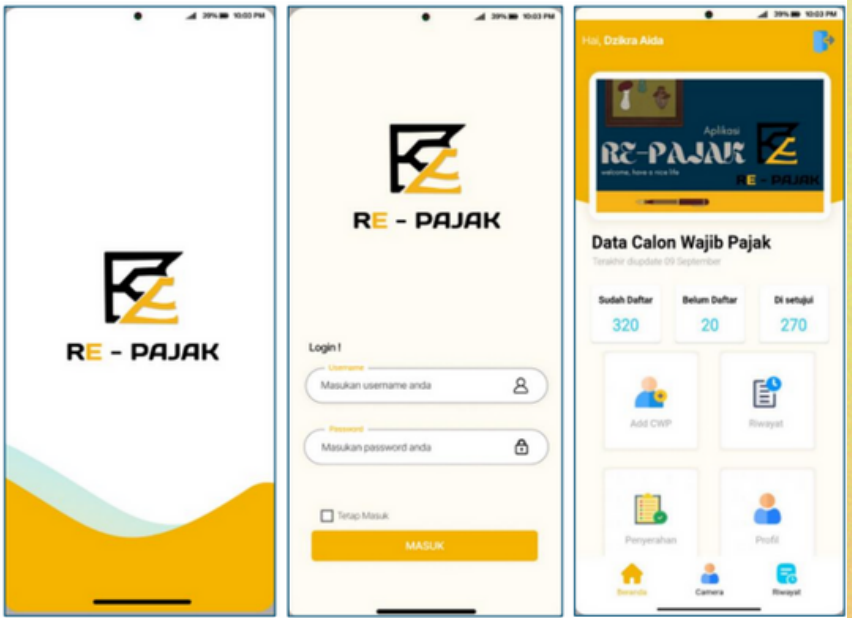 39% 10:03 PM
RE - PAJAK
39% 10:03 PM
RE - PAJAK
Login !
Username
Masukan username anda
Password
Masukan password anda
Tetap Masuk
MASUK
39% 10:03 PM
Hai, Dzikra Aida
Aplikasi
RE-PAJAK
welcome, have a nice life
RE - PAJAK
Data Calon Wajib Pajak
Terakhir diupdate 09 September
Sudah Daftar Belum Daftar Di setujui
320 20 270
Add CWP Riwayat
Penyerahan Profil
Beranda Camera Riwayat